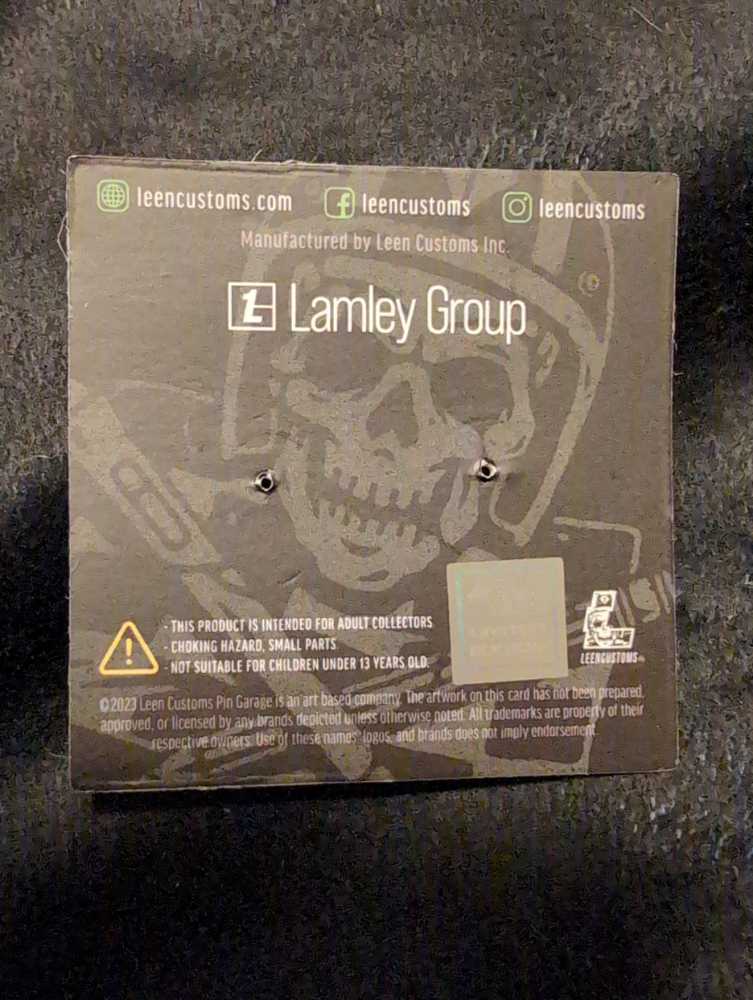 leencustoms.com leencustoms leencustoms
Manufactured by Leen Customs Inc.
Lamley Group
- THIS PRODUCT IS INTENDED FOR ADULT COLLECTORS
- CHOKING HAZARD, SMALL PARTS.
- NOT SUITABLE FOR CHILDREN UNDER 13 YEARS OLD.
LEENCUSTOMS
©2023 Leen Customs Pin Garage is an art based company. The artwork on this card has not been prepared,
approved, or licensed by any brands depicted unless otherwise noted. All trademarks are property of their
respective owners. Use of these names, logos, and brands does not imply endorsement.